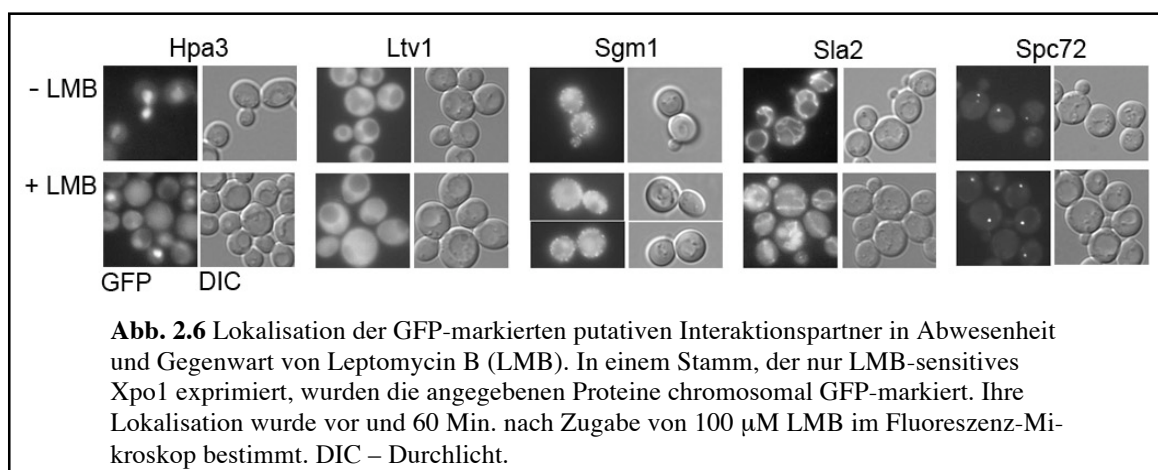 Hpa3 Ltv1 Sgm1 Sla2 Spc72
- LMB
+ LMB
GFP DIC
Abb. 2.6 Lokalisation der GFP-markierten putativen Interaktionspartner in Abwesenheit
und Gegenwart von Leptomycin B (LMB). In einem Stamm, der nur LMB-sensitives
Xpo1 exprimiert, wurden die angegebenen Proteine chromosomal GFP-markiert. Ihre
Lokalisation wurde vor und 60 Min. nach Zugabe von 100 μM LMB im Fluoreszenz-Mi-
kroskop bestimmt. DIC – Durchlicht.